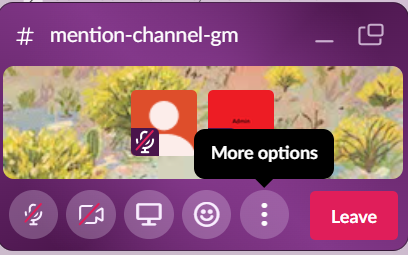 # mention-channel-gm
Admin
More options
Leave